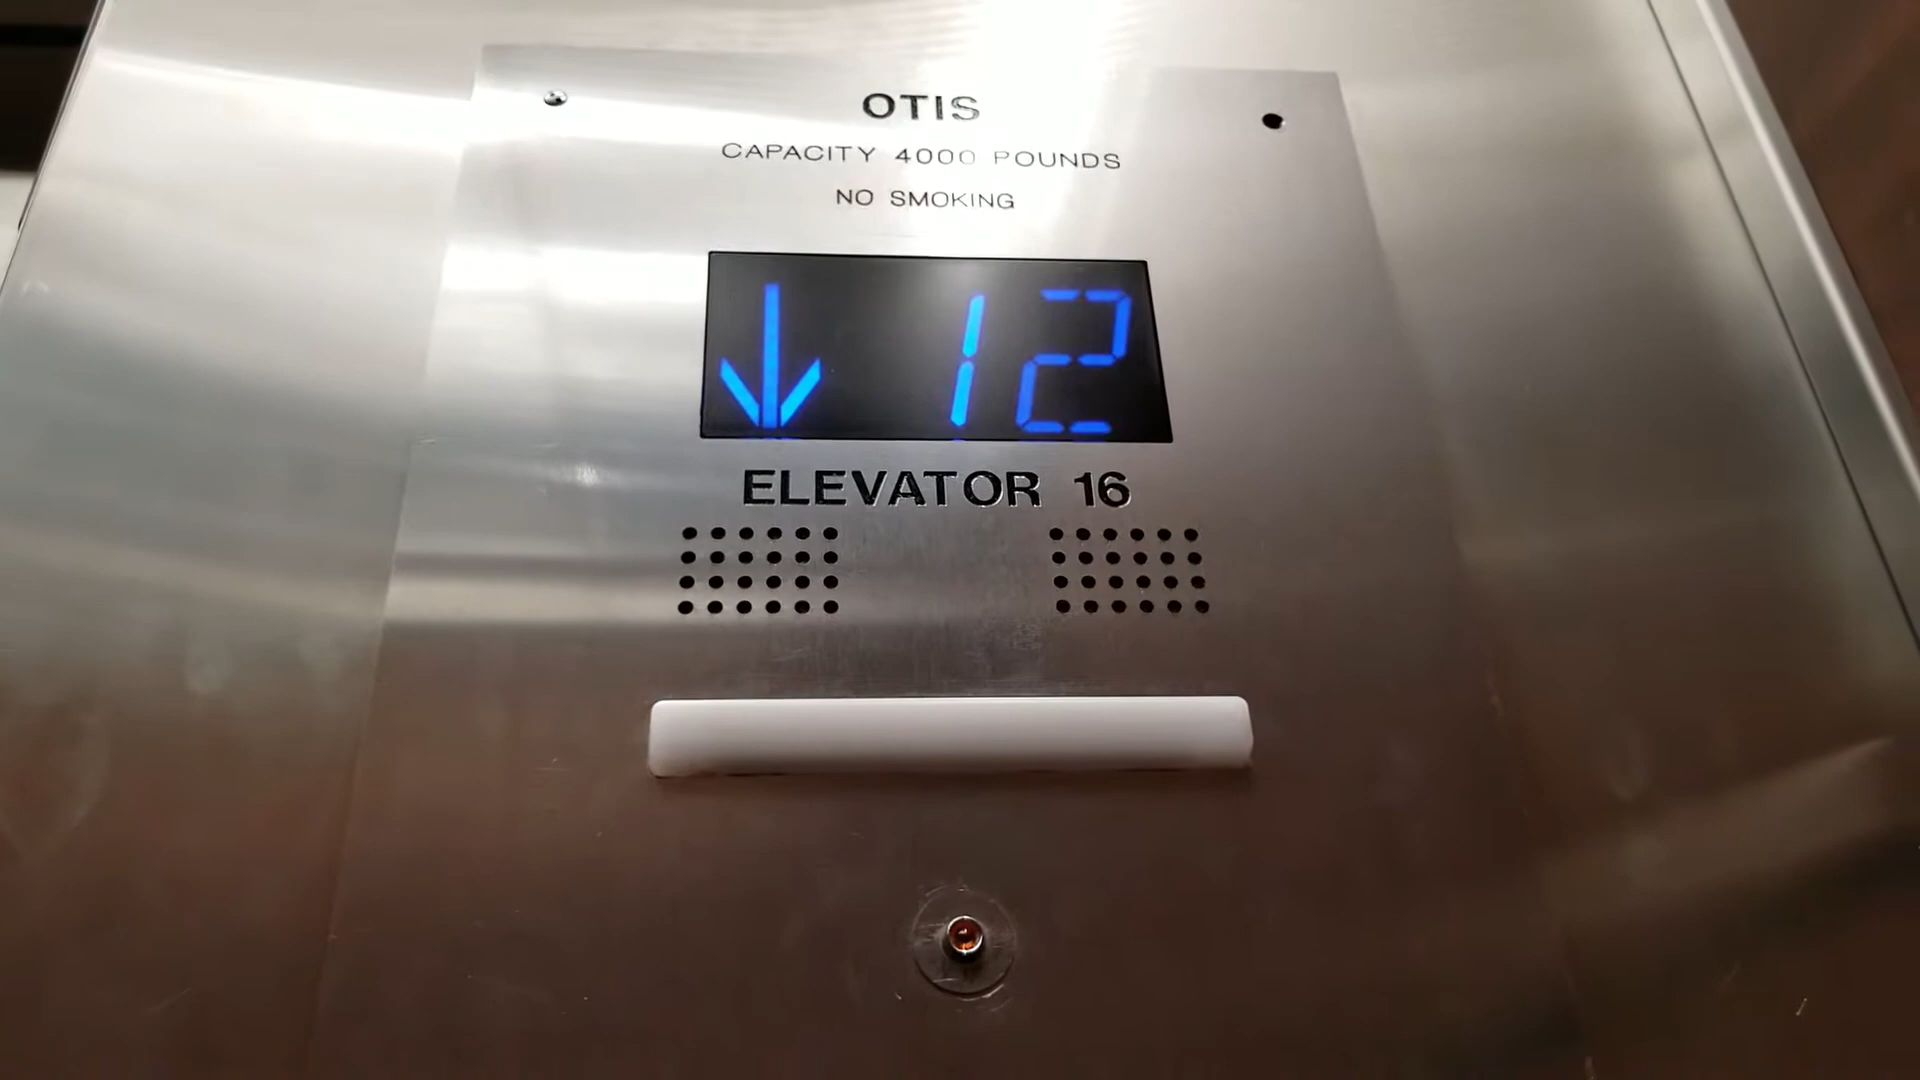 OTIS
CAPACITY 4000 POUNDS
NO SMOKING
↓ 12
ELEVATOR 16